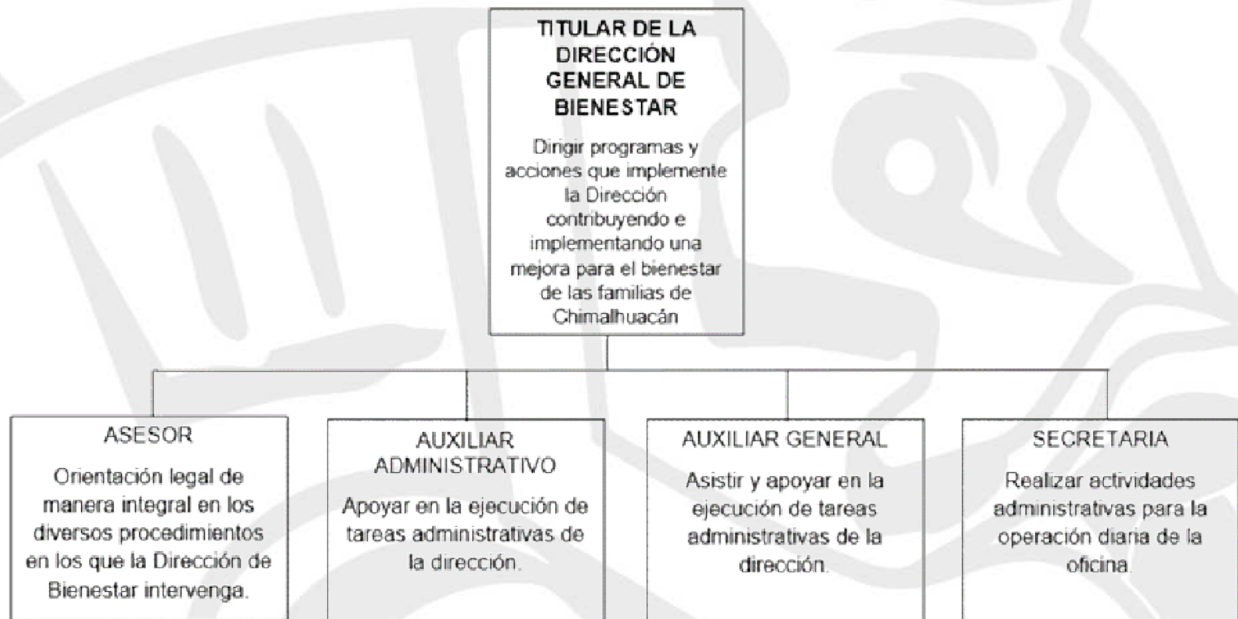 TITULAR DE LA
DIRECCIÓN
GENERAL DE
BIENESTAR
Dirigir programas y
acciones que implemente
la Dirección
contribuyendo e
implementando una
mejora para el bienestar
de las familias de
Chimalhuacán
ASESOR
Orientación legal de
manera integral en los
diversos procedimientos
en los que la Dirección de
Bienestar intervenga.
AUXILIAR
ADMINISTRATIVO
Apoyar en la ejecución de
tareas administrativas de
la dirección.
AUXILIAR GENERAL
Asistir y apoyar en la
ejecución de tareas
administrativas de la
dirección.
SECRETARIA
Realizar actividades
administrativas para la
operación diaria de la
oficina.